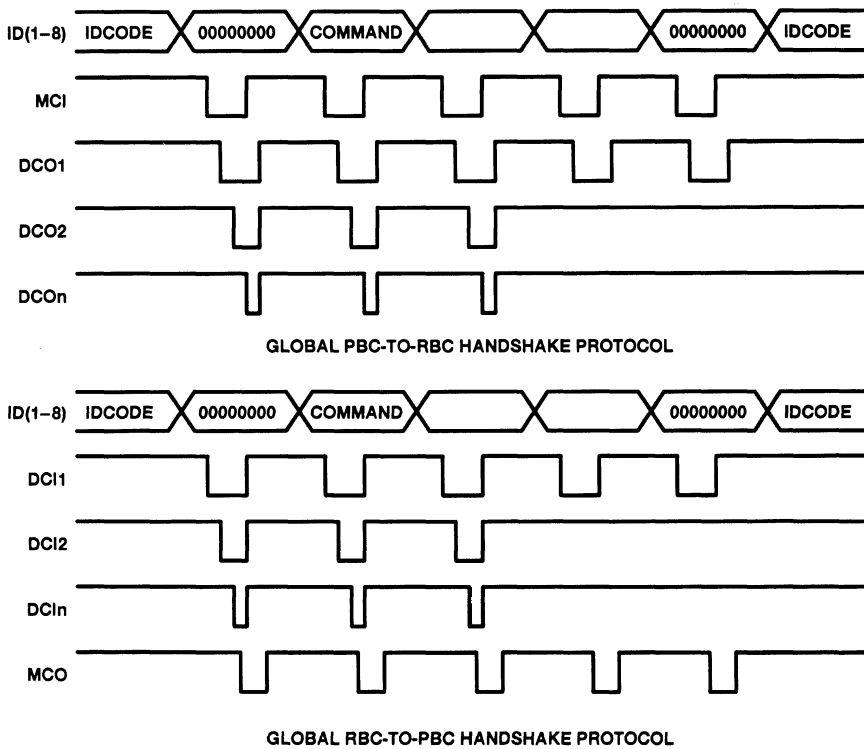 ID(1–8) IDCODE 00000000 COMMAND 00000000 IDCODE
MCI
DCO1
DCO2
DCOn
GLOBAL PBC-TO-RBC HANDSHAKE PROTOCOL
ID(1–8) IDCODE 00000000 COMMAND 00000000 IDCODE
DCI1
DCI2
DCIn
MCO
GLOBAL RBC-TO-PBC HANDSHAKE PROTOCOL